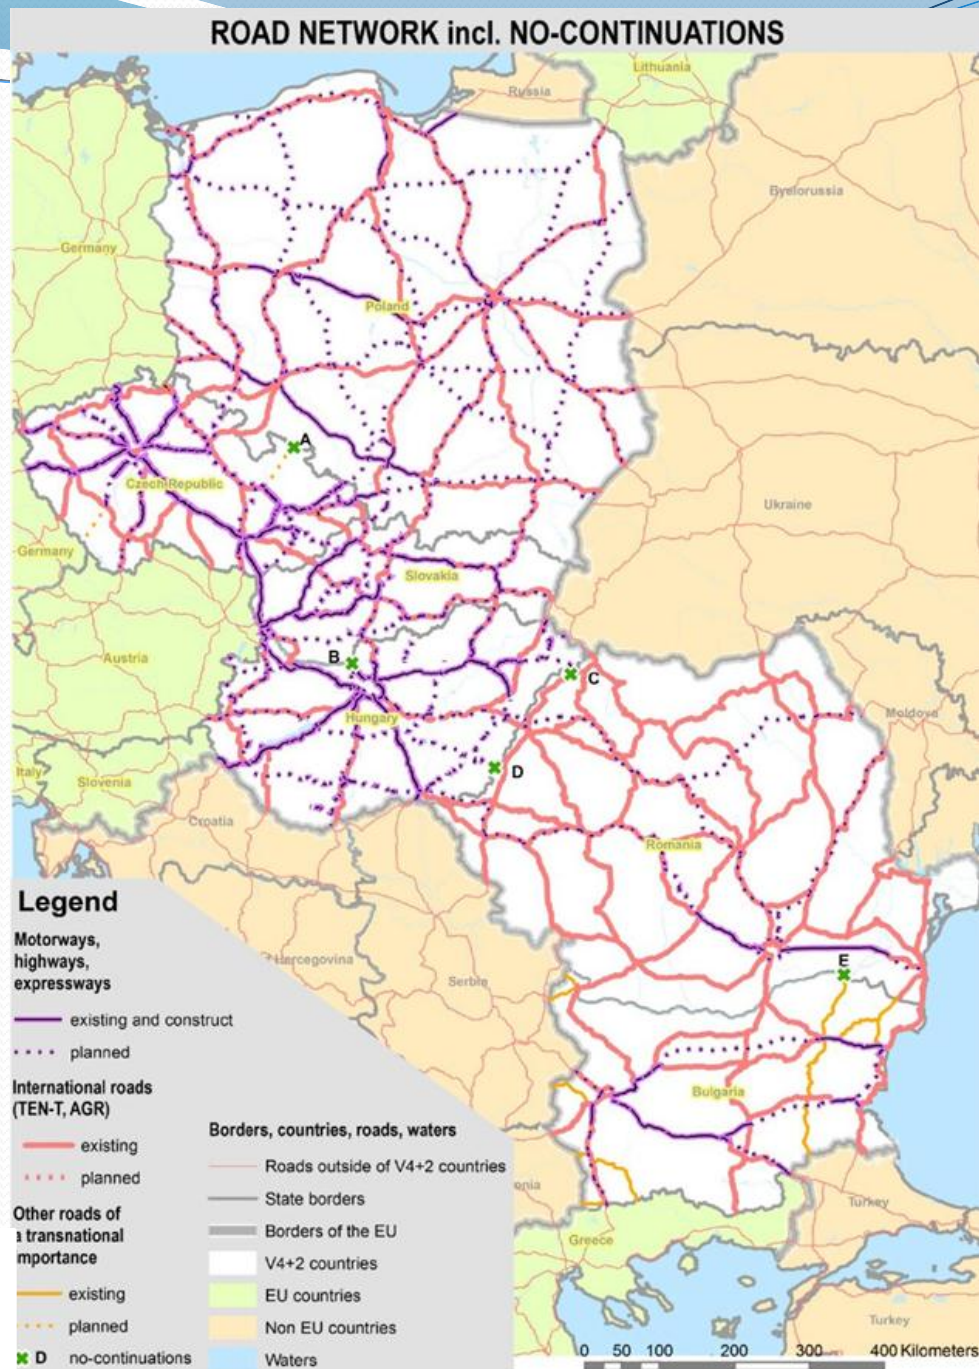 ROAD NETWORK incl. NO-CONTINUATIONS
Lithuania
Russia
Byelorussia
Germany
Poland
A
Czech Republic
Ukraine
Germany
Slovakia
Austria
B
C
Hungary
Moldova
Italy
Slovenia
D
Croatia
Romania
Hercegovina
Serbia
E
Bulgaria
onia
Turkey
Greece
Turkey
Legend
Motorways,
highways,
expressways
existing and construct
planned
International roads
(TEN-T, AGR)
existing
planned
Other roads of
a transnational
importance
existing
planned
D no-continuations
Borders, countries, roads, waters
Roads outside of V4+2 countries
State borders
Borders of the EU
V4+2 countries
EU countries
Non EU countries
Waters
0 50 100 200 300 400 Kilometers